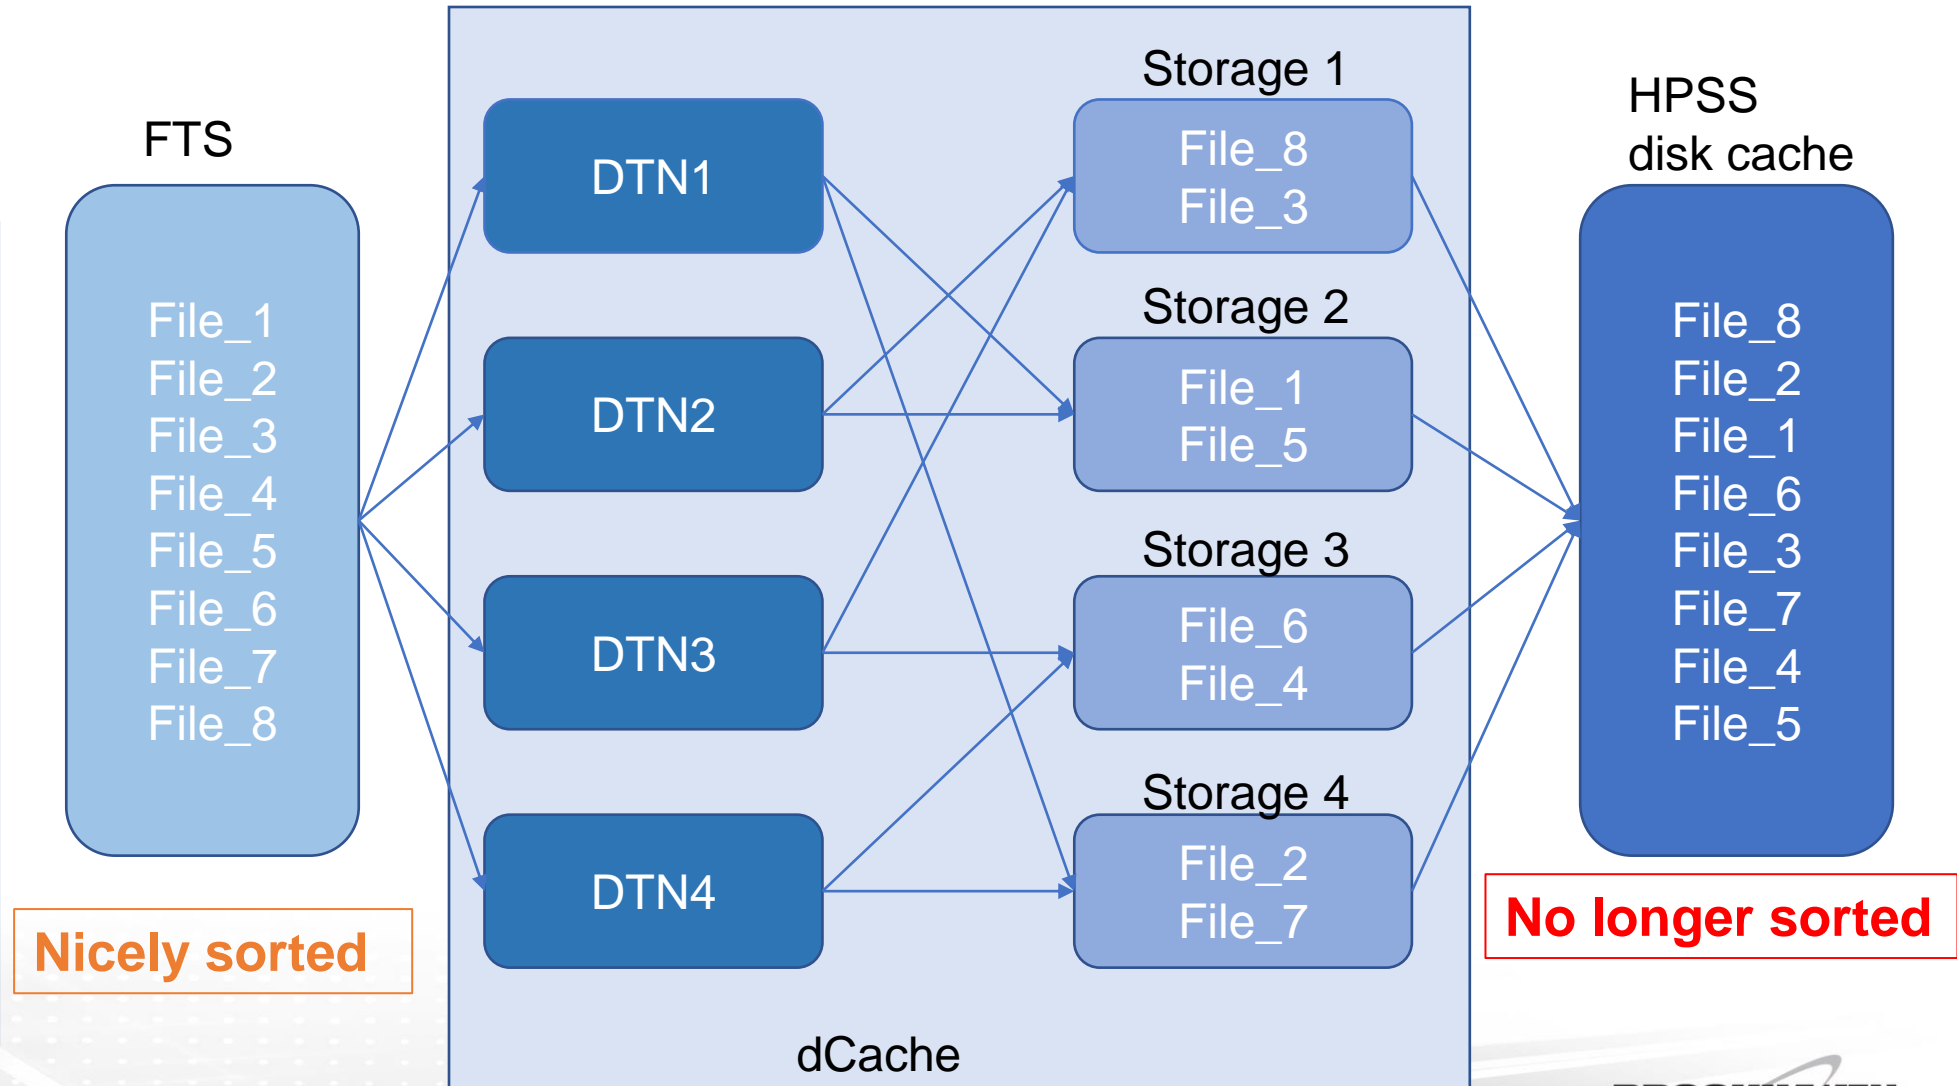 FTS
File_1
File_2
File_3
File_4
File_5
File_6
File_7
File_8
Nicely sorted
DTN1
DTN2
DTN3
DTN4
Storage 1
File_8
File_3
Storage 2
File_1
File_5
Storage 3
File_6
File_4
Storage 4
File_2
File_7
dCache
HPSS
disk cache
File_8
File_2
File_1
File_6
File_3
File_7
File_4
File_5
No longer sorted